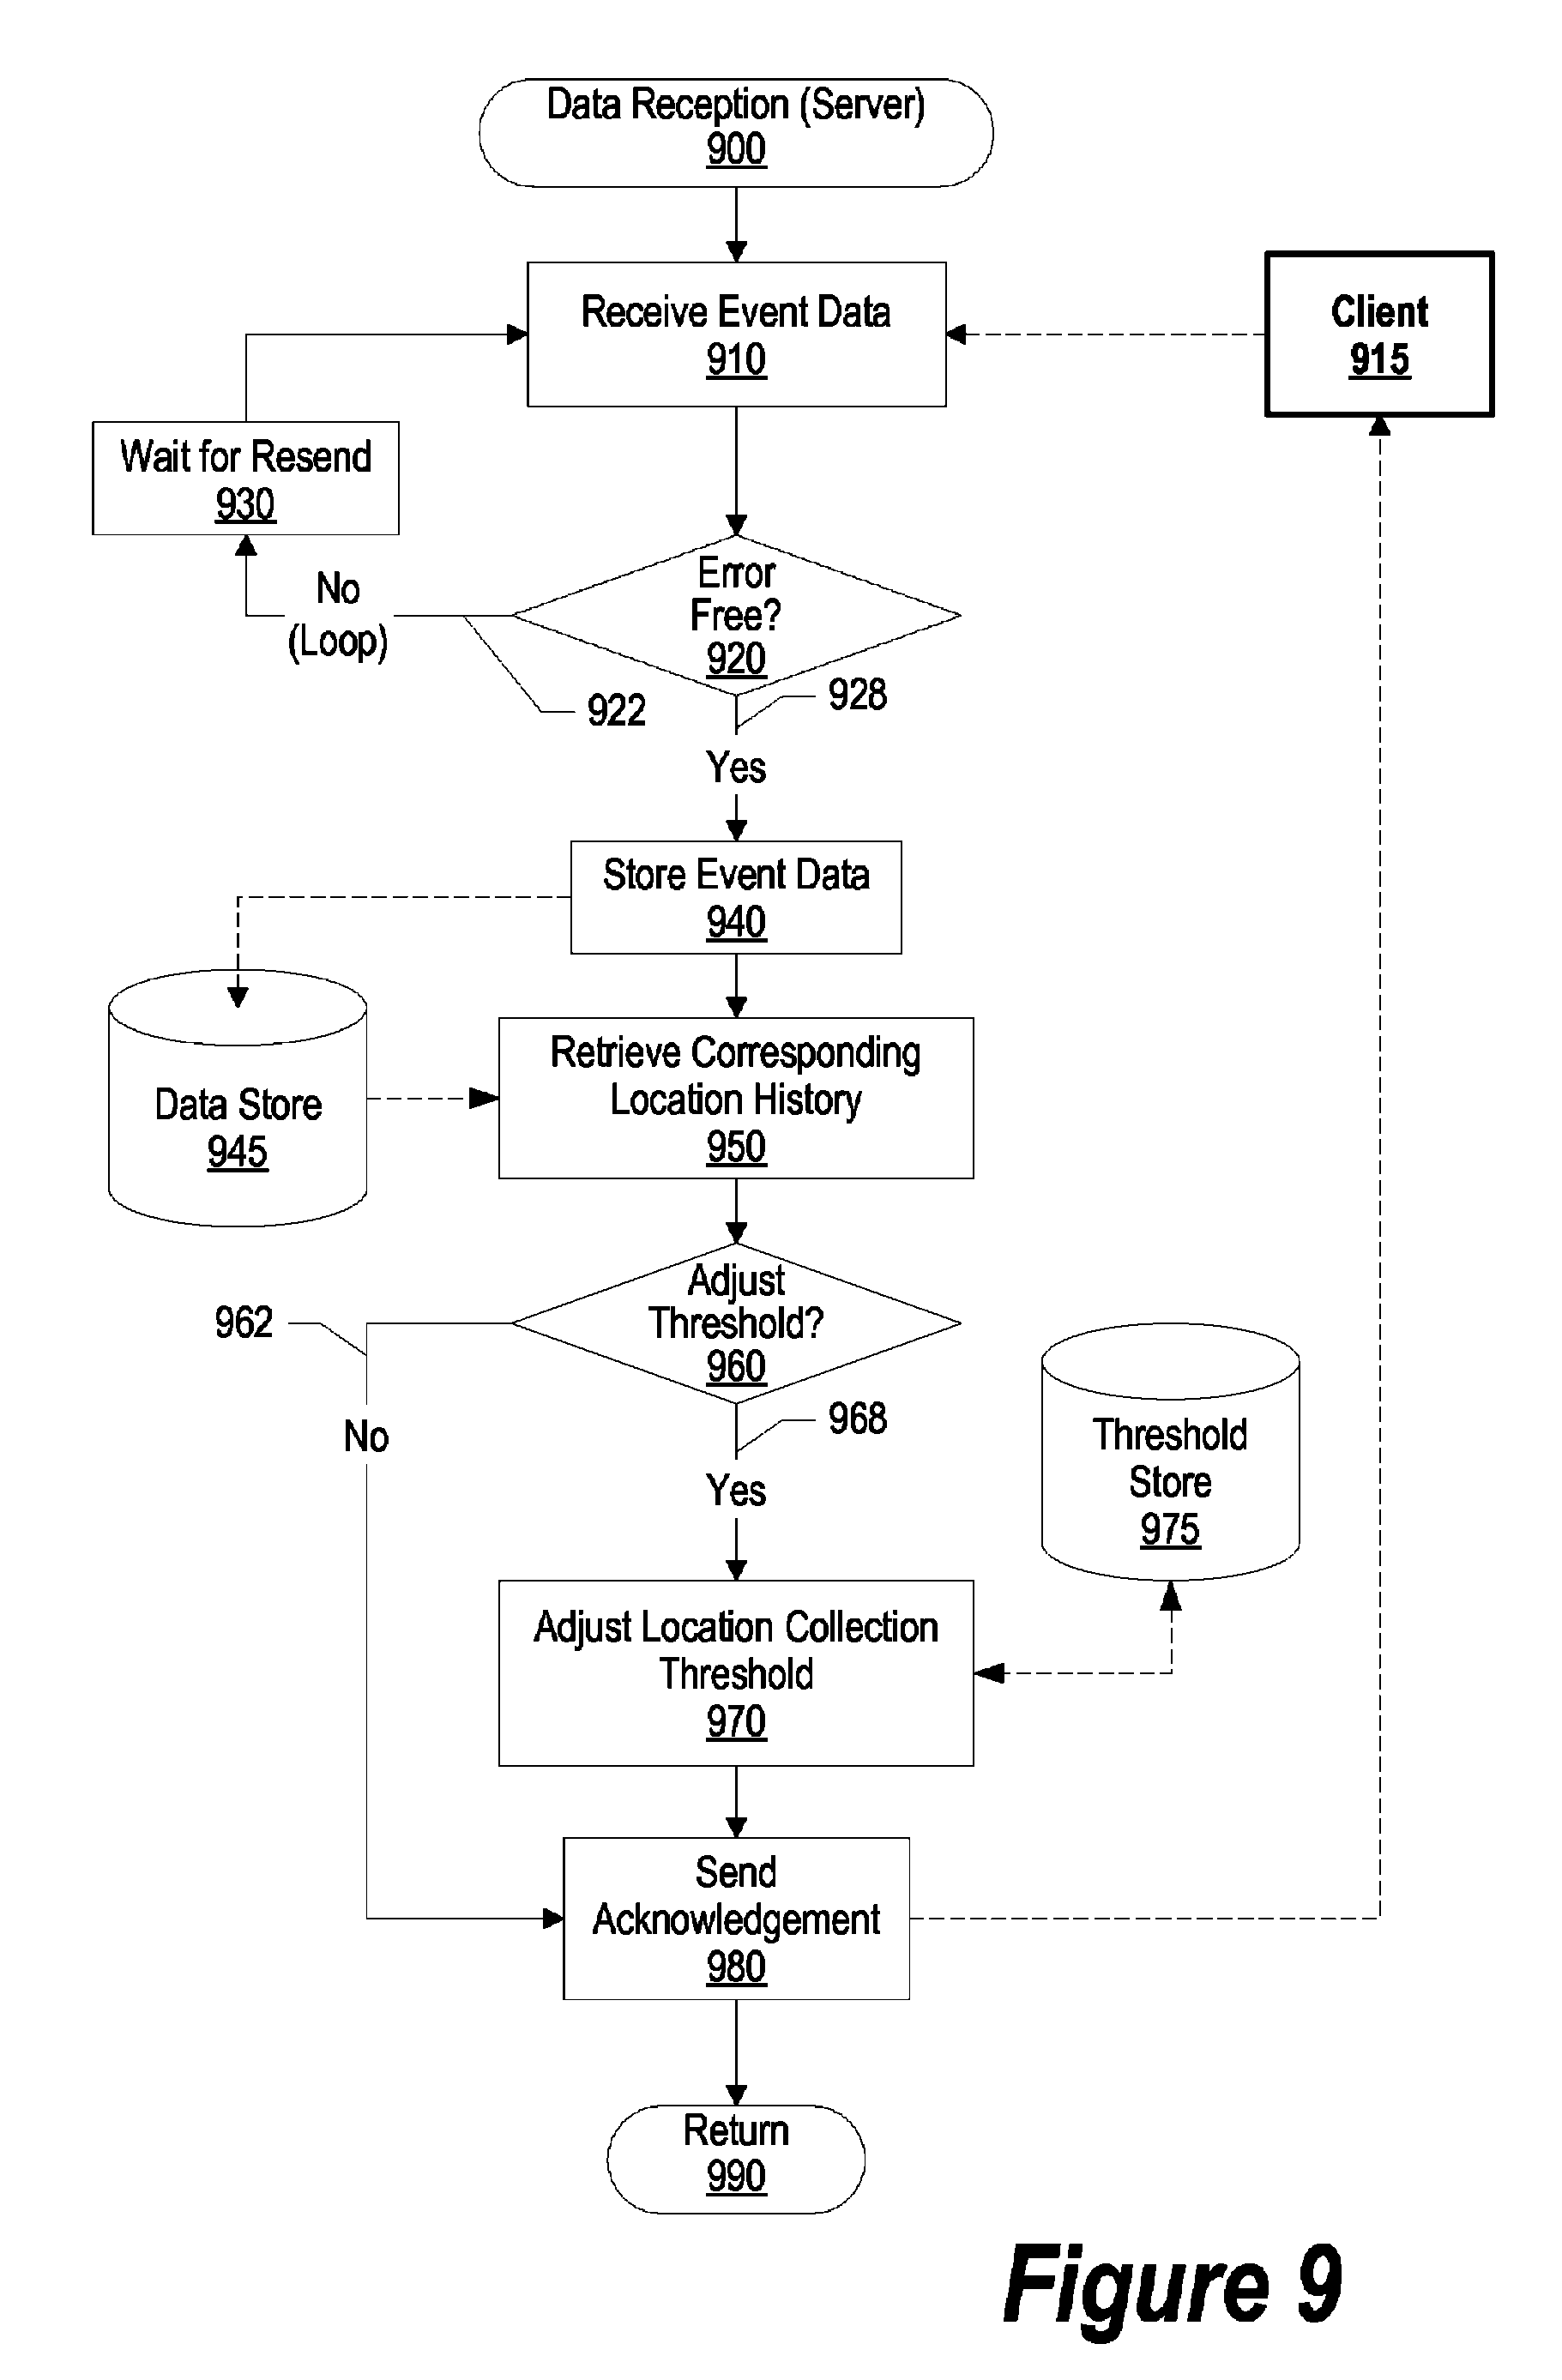 Data Reception (Server)
900
Receive Event Data
910
Client
915
Wait for Resend
930
Error
Free?
920
No
(Loop)
922
928
Yes
Store Event Data
940
Data Store
945
Retrieve Corresponding
Location History
950
Adjust
Threshold?
960
962
No
968
Yes
Threshold
Store
975
Adjust Location Collection
Threshold
970
Send
Acknowledgement
980
Return
990
Figure 9